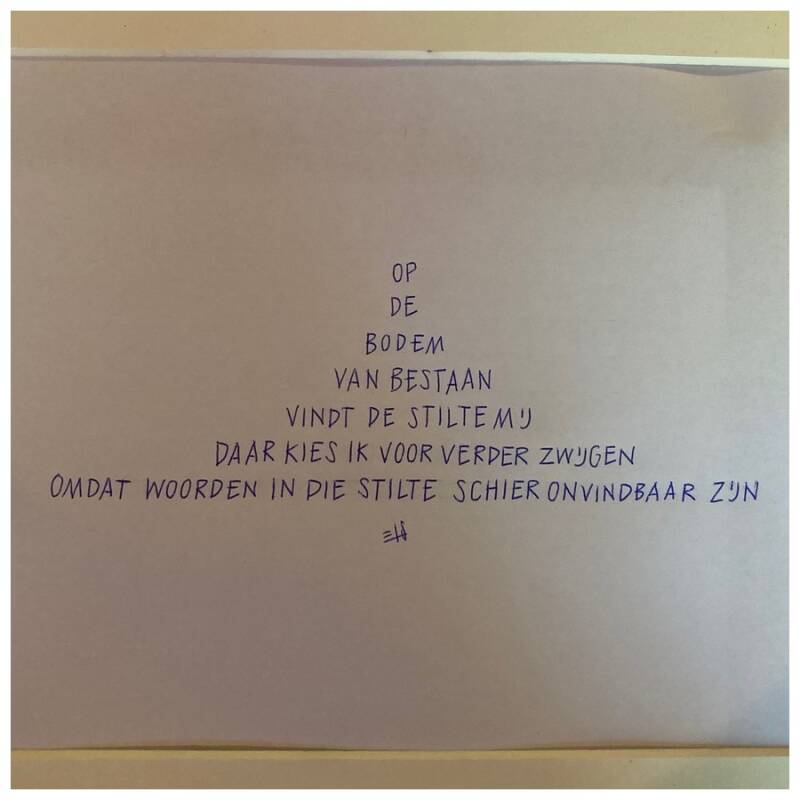 OP
DE
BODEM
VAN BESTAAN
VINDT DE STILTE MIJ
DAAR KIES IK VOOR VERDER ZWIJGEN
OMDAT WOORDEN IN DIE STILTE SCHIER ONVINDBAAR ZIJN